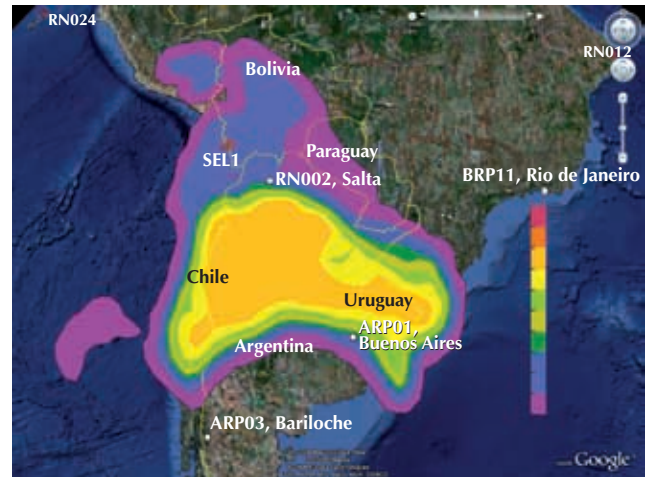 RN024
RN012
Bolivia
SEL1
Paraguay
RN002, Salta
BRP11, Rio de Janeiro
Chile
Uruguay
ARP01,
Buenos Aires
Argentina
ARP03, Bariloche
Google